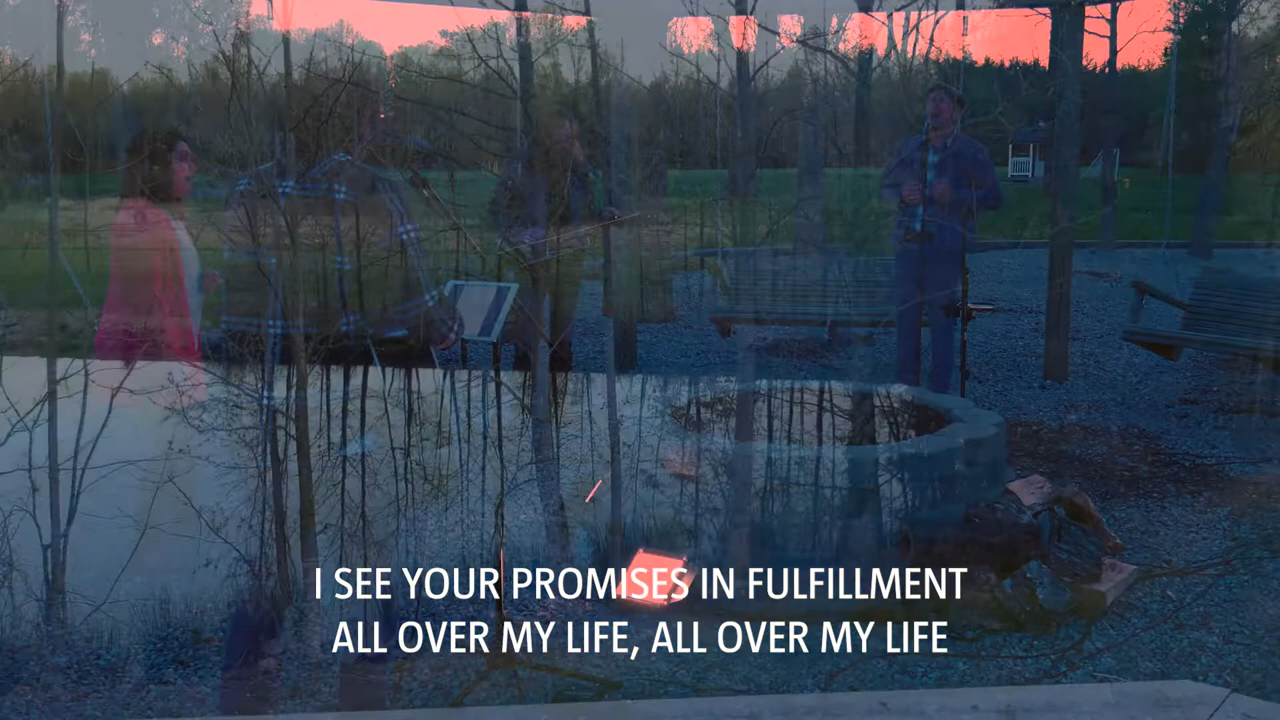 I SEE YOUR PROMISES IN FULFILLMENT
ALL OVER MY LIFE, ALL OVER MY LIFE